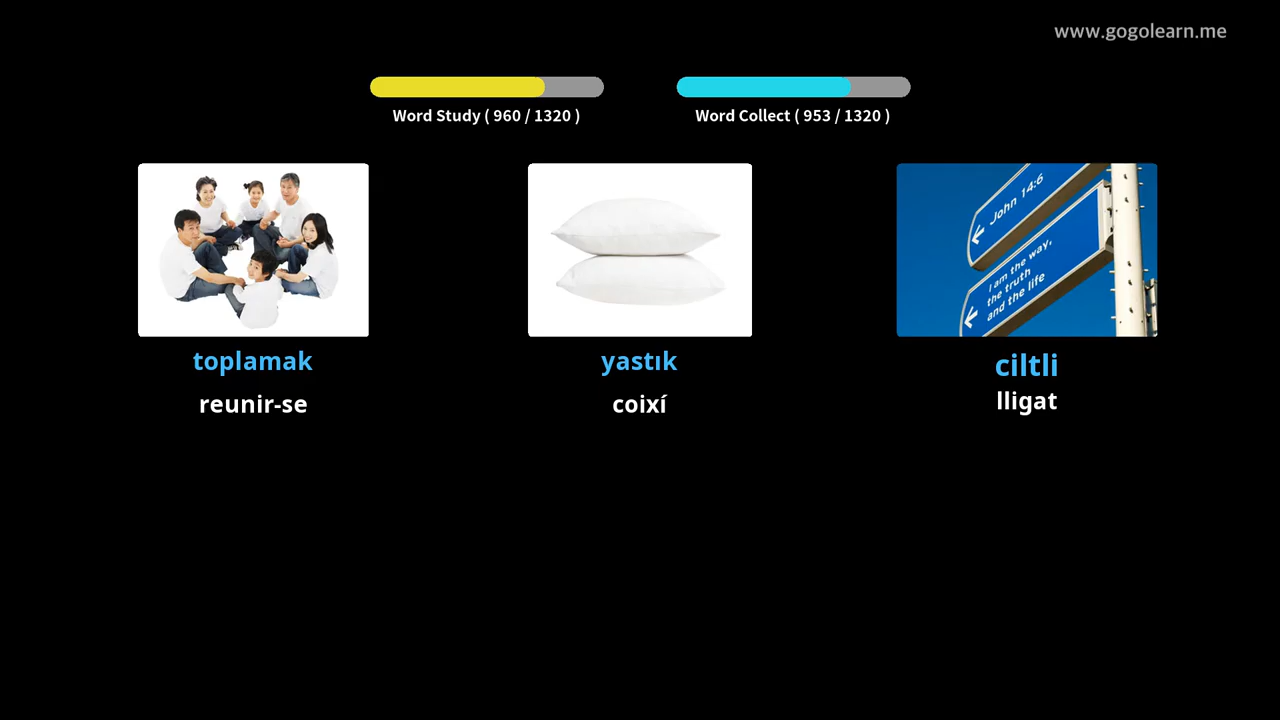 www.gogolearn.me
Word Study ( 960 / 1320 )
Word Collect ( 953 / 1320 )
John 14:6
I am the way,
the truth
and the life
toplamak
yastık
ciltli
reunir-se
coixí
lligat